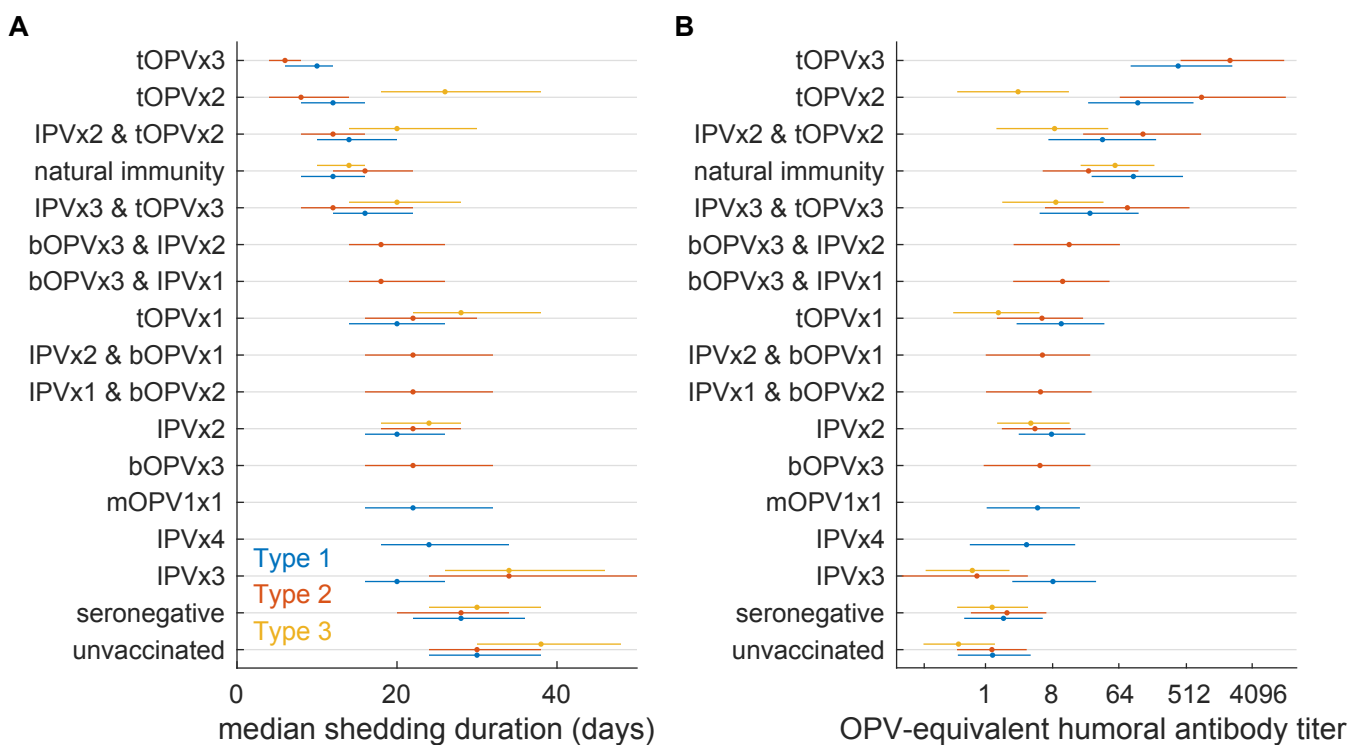 A
tOPVx3
tOPVx2
IPVx2 & tOPVx2
natural immunity
IPVx3 & tOPVx3
bOPVx3 & IPVx2
bOPVx3 & IPVx1
tOPVx1
IPVx2 & bOPVx1
IPVx1 & bOPVx2
IPVx2
bOPVx3
mOPV1x1
IPVx4
IPVx3
seronegative
unvaccinated
Type 1
Type 2
Type 3
0 20 40
median shedding duration (days)
B
tOPVx3
tOPVx2
IPVx2 & tOPVx2
natural immunity
IPVx3 & tOPVx3
bOPVx3 & IPVx2
bOPVx3 & IPVx1
tOPVx1
IPVx2 & bOPVx1
IPVx1 & bOPVx2
IPVx2
bOPVx3
mOPV1x1
IPVx4
IPVx3
seronegative
unvaccinated
1 8 64 512 4096
OPV-equivalent humoral antibody titer